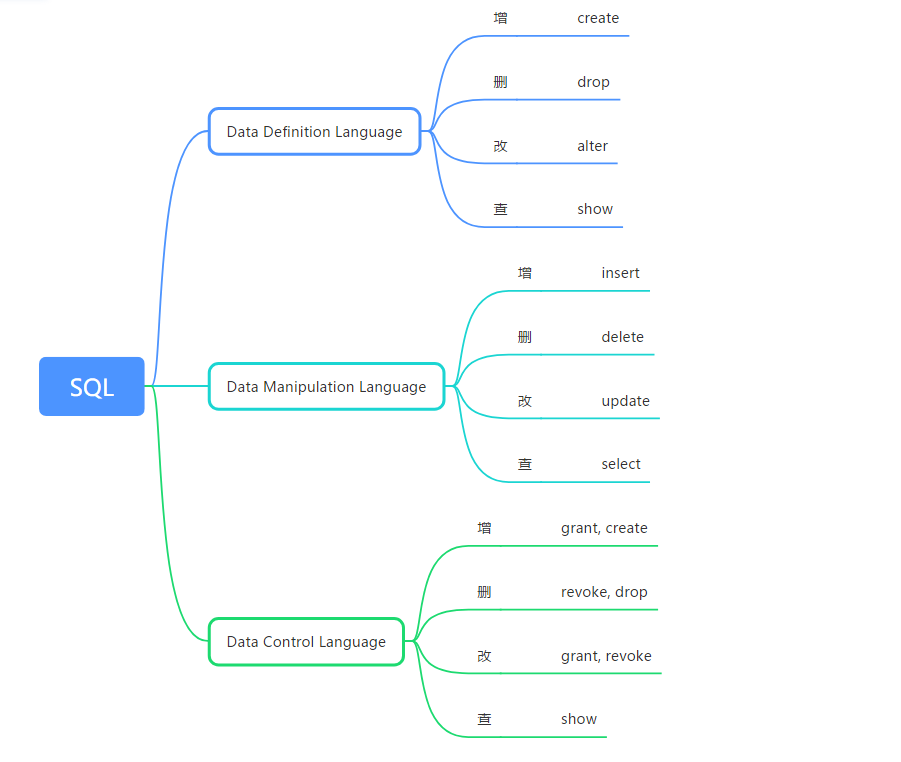 SQL
Data Definition Language
增 create
删 drop
改 alter
查 show
Data Manipulation Language
增 insert
删 delete
改 update
查 select
Data Control Language
增 grant, create
删 revoke, drop
改 grant, revoke
查 show